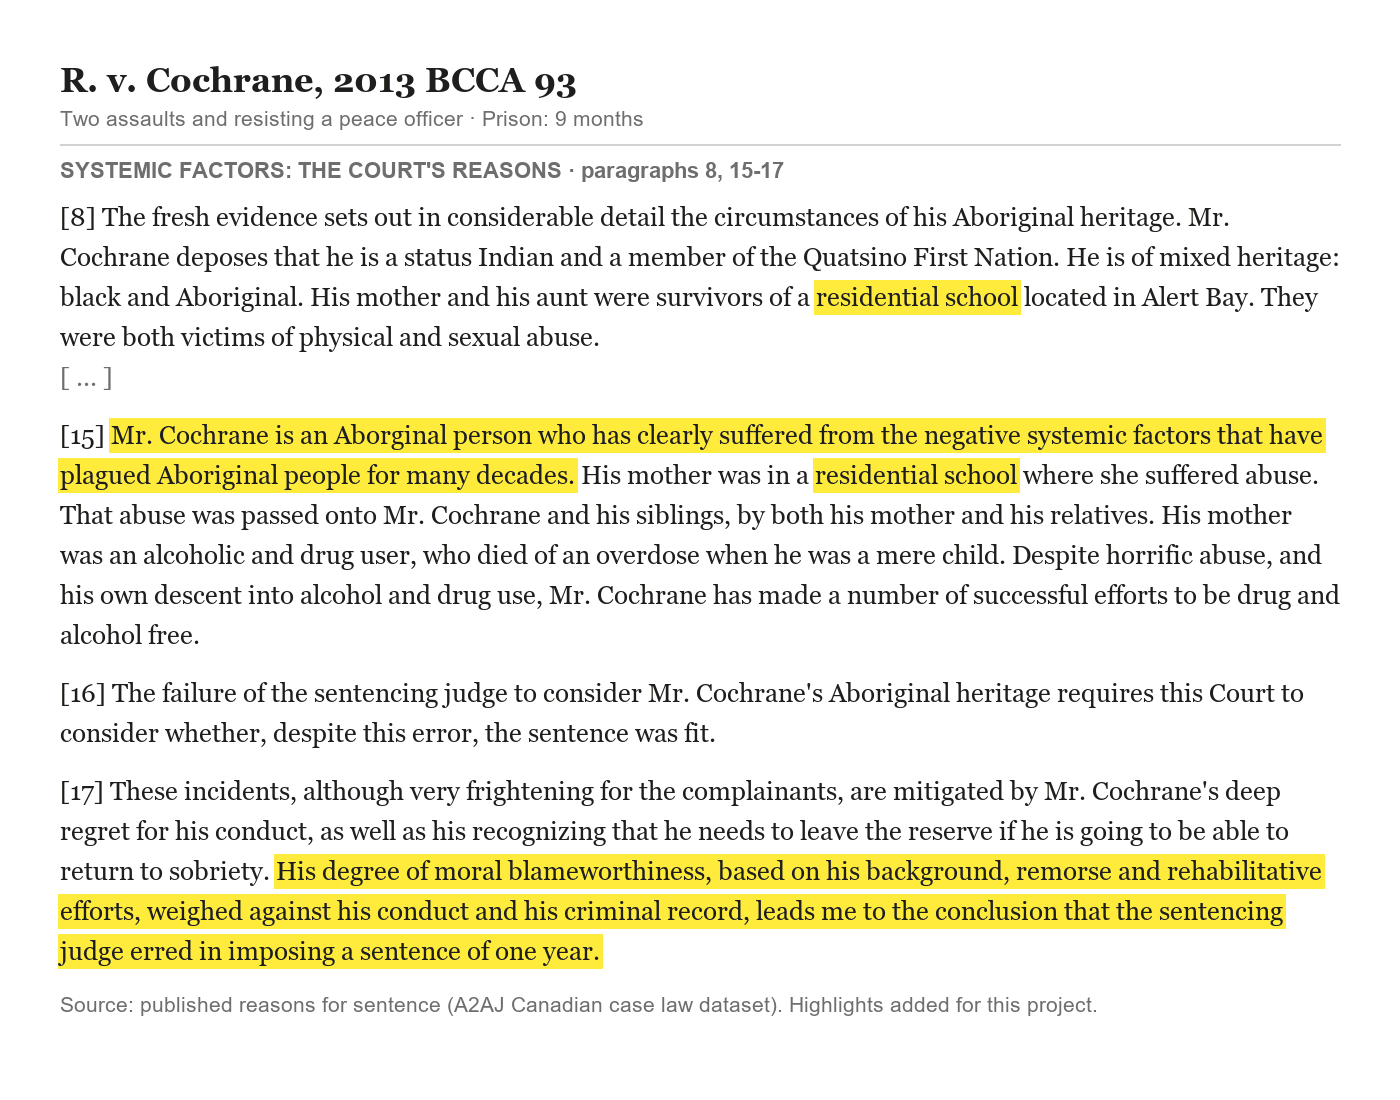 R. v. Cochrane, 2013 BCCA 93
Two assaults and resisting a peace officer · Prison: 9 months
SYSTEMIC FACTORS: THE COURT'S REASONS · paragraphs 8, 15-17
[8] The fresh evidence sets out in considerable detail the circumstances of his Aboriginal heritage. Mr.
Cochrane deposes that he is a status Indian and a member of the Quatsino First Nation. He is of mixed heritage:
black and Aboriginal. His mother and his aunt were survivors of a residential school located in Alert Bay. They
were both victims of physical and sexual abuse.
[ ... ]
[15] Mr. Cochrane is an Aborginal person who has clearly suffered from the negative systemic factors that have
plagued Aboriginal people for many decades. His mother was in a residential school where she suffered abuse.
That abuse was passed onto Mr. Cochrane and his siblings, by both his mother and his relatives. His mother
was an alcoholic and drug user, who died of an overdose when he was a mere child. Despite horrific abuse, and
his own descent into alcohol and drug use, Mr. Cochrane has made a number of successful efforts to be drug and
alcohol free.
[16] The failure of the sentencing judge to consider Mr. Cochrane's Aboriginal heritage requires this Court to
consider whether, despite this error, the sentence was fit.
[17] These incidents, although very frightening for the complainants, are mitigated by Mr. Cochrane's deep
regret for his conduct, as well as his recognizing that he needs to leave the reserve if he is going to be able to
return to sobriety. His degree of moral blameworthiness, based on his background, remorse and rehabilitative
efforts, weighed against his conduct and his criminal record, leads me to the conclusion that the sentencing
judge erred in imposing a sentence of one year.
Source: published reasons for sentence (A2AJ Canadian case law dataset). Highlights added for this project.